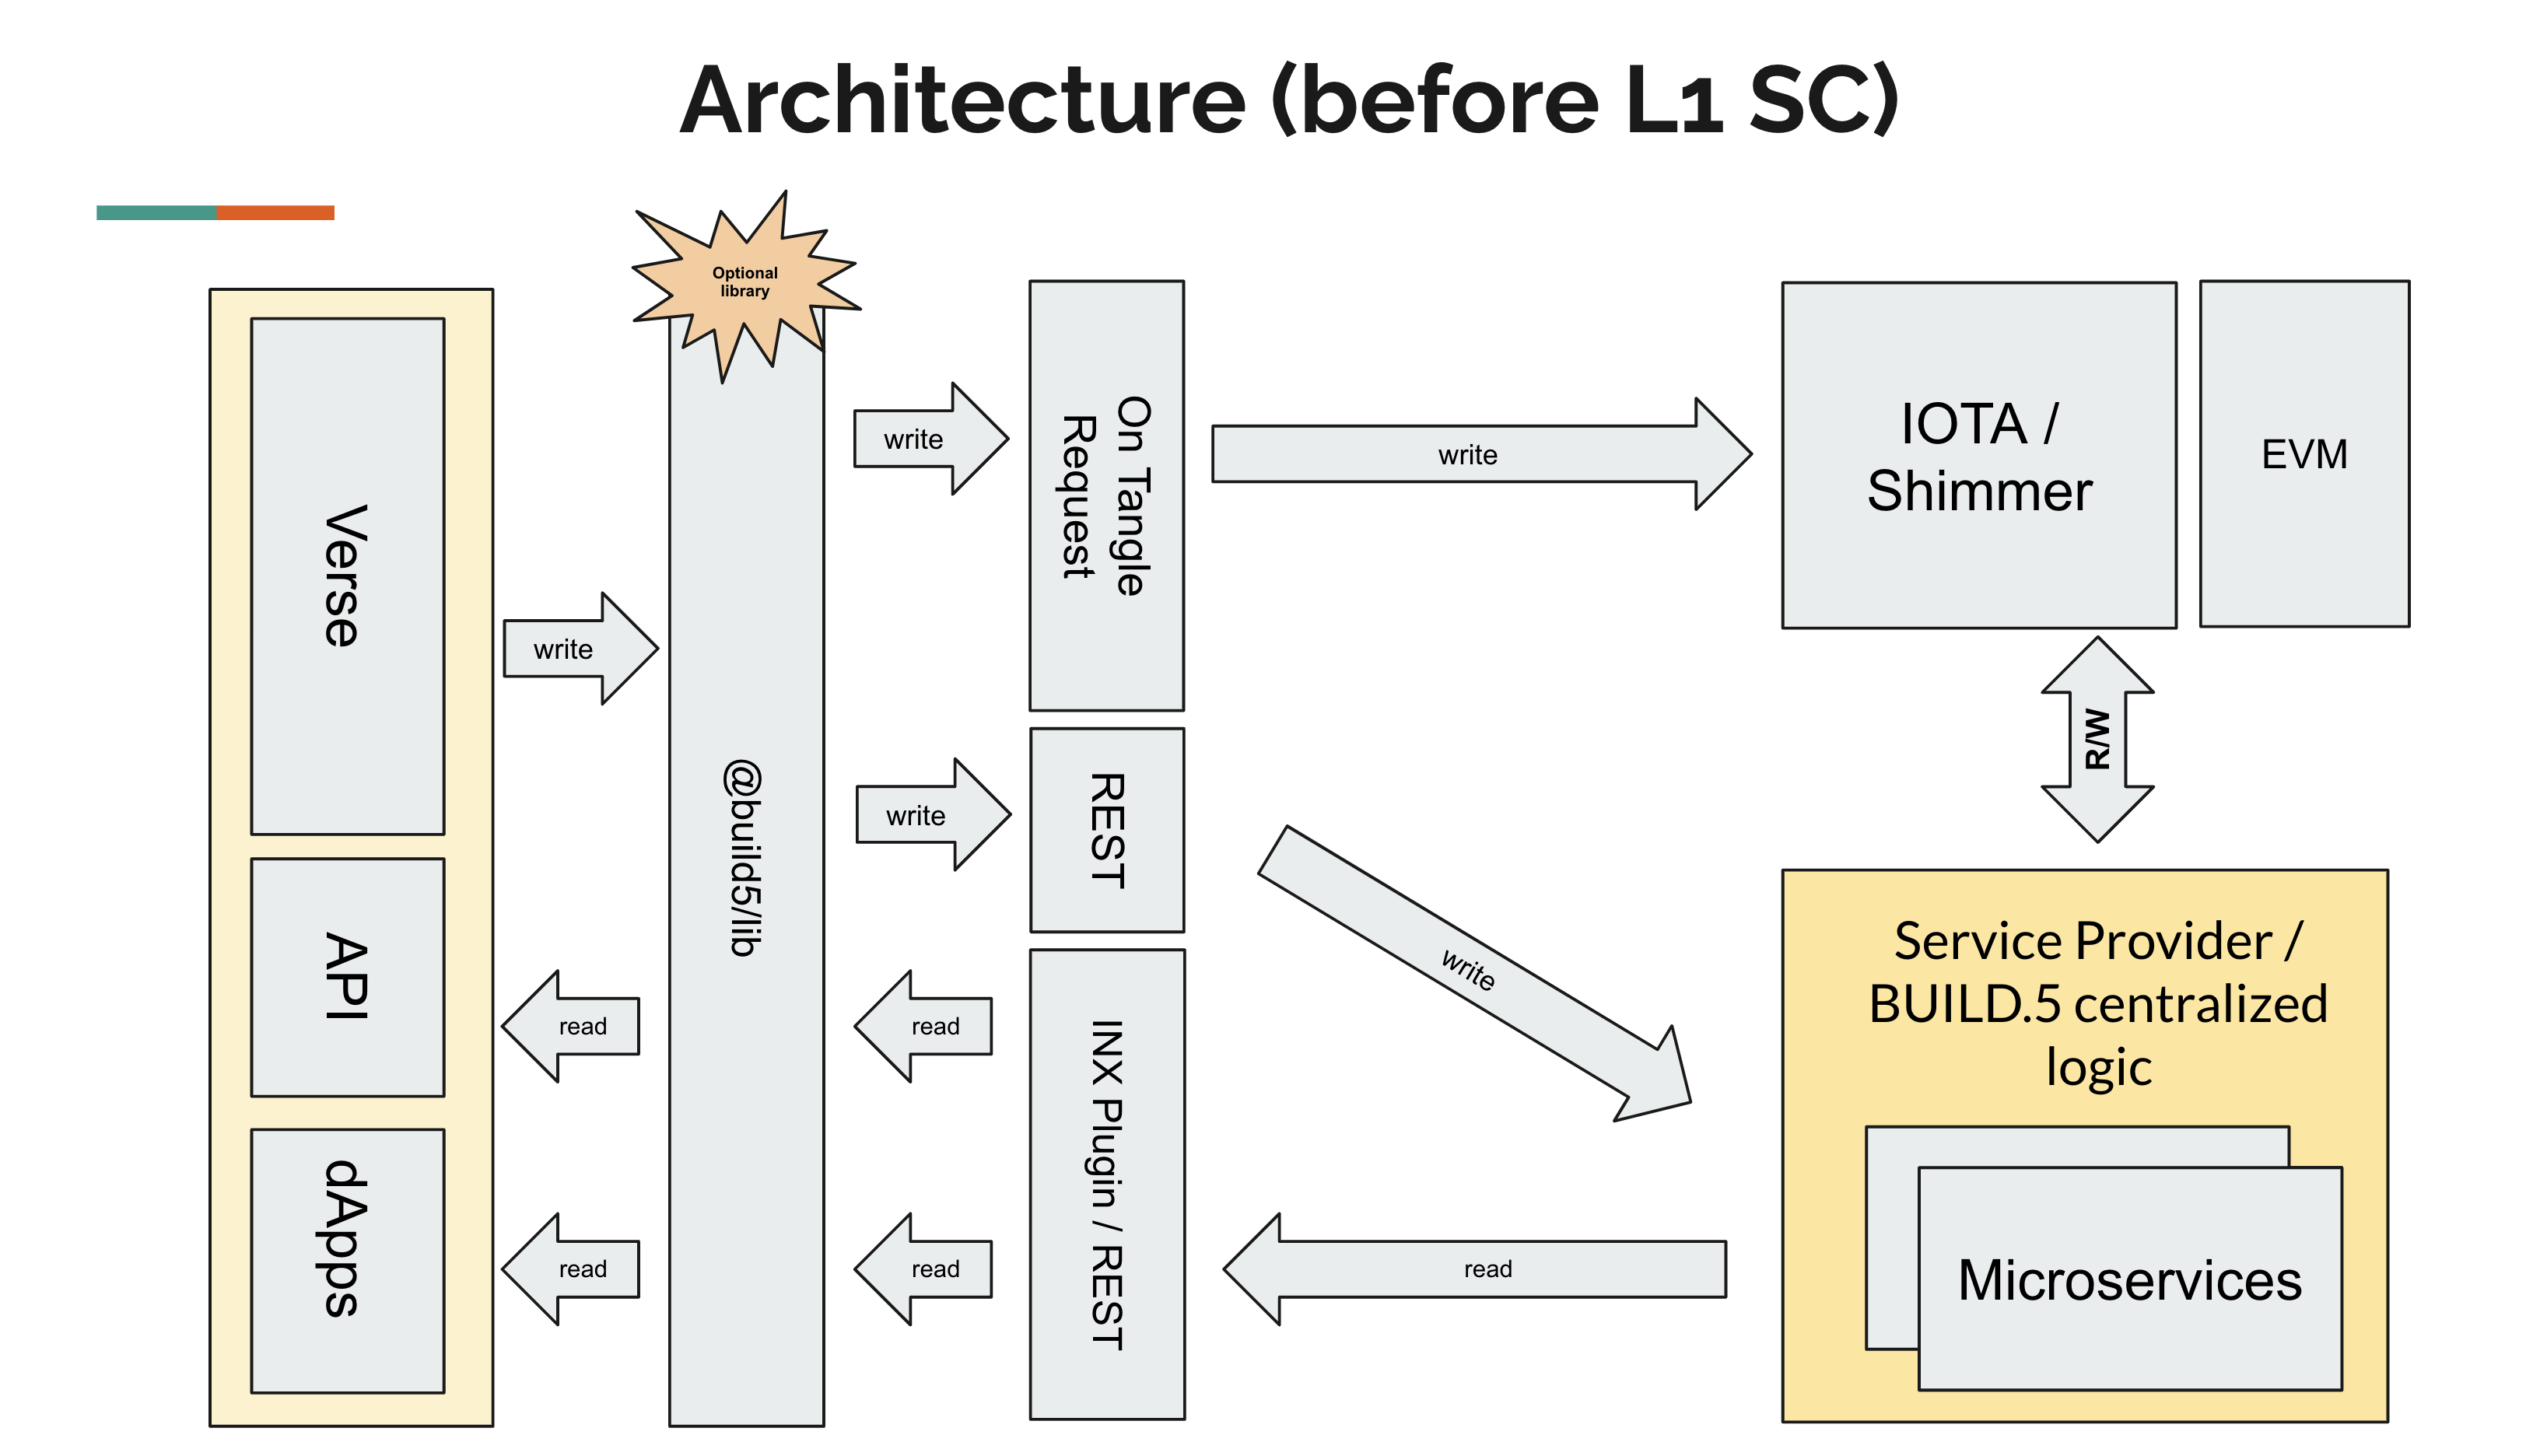 Architecture (before L1 SC)
Optional
library
Verse
API
dApps
write
read
read
@build5/lib
write
write
read
read
On Tangle
Request
REST
INX Plugin / REST
write
write
read
IOTA /
Shimmer
EVM
R/W
Service Provider /
BUILD.5 centralized
logic
Microservices